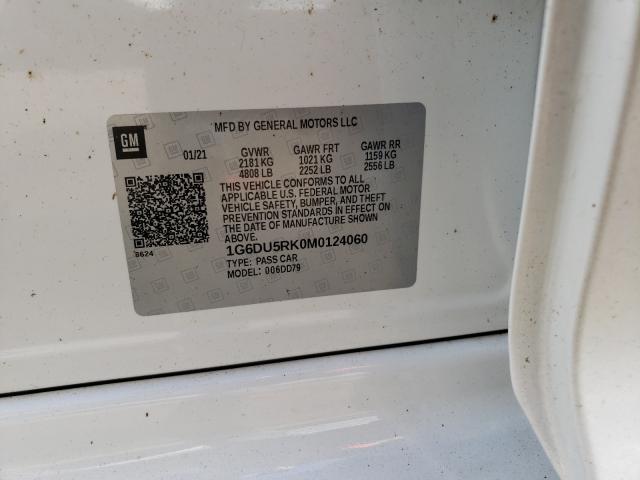 MFD BY GENERAL MOTORS LLC
GM
01/21 GVWR GAWR FRT GAWR RR
2181 KG 1021 KG 1159 KG
4808 LB 2252 LB 2556 LB
THIS VEHICLE CONFORMS TO ALL
APPLICABLE U.S. FEDERAL MOTOR
VEHICLE SAFETY, BUMPER, AND THEFT
PREVENTION STANDARDS IN EFFECT ON
THE DATE OF MANUFACTURE SHOWN
ABOVE.
8624
1G6DU5RK0M0124060
TYPE: PASS CAR
MODEL: 006DD79